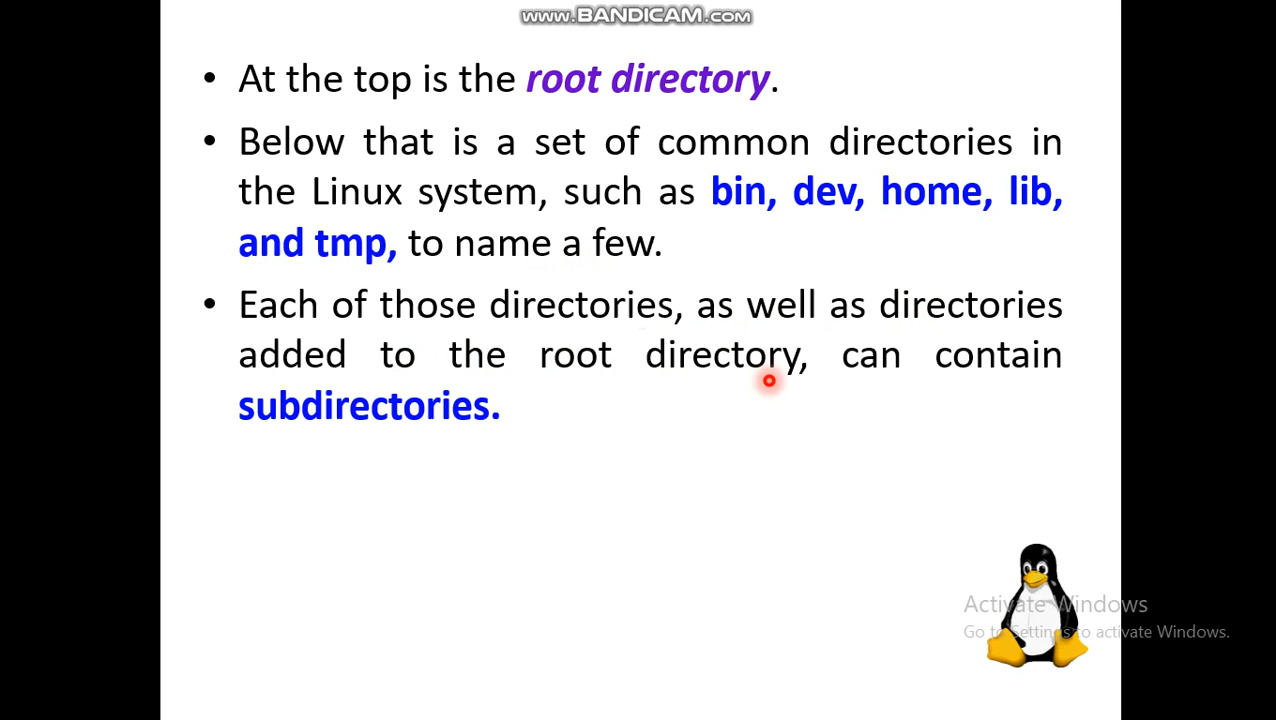 www.BANDICAM.com
• At the top is the root directory.
• Below that is a set of common directories in
the Linux system, such as bin, dev, home, lib,
and tmp, to name a few.
• Each of those directories, as well as directories
added to the root directory, can contain
subdirectories.
Activate Windows
Go to Settings to activate Windows.